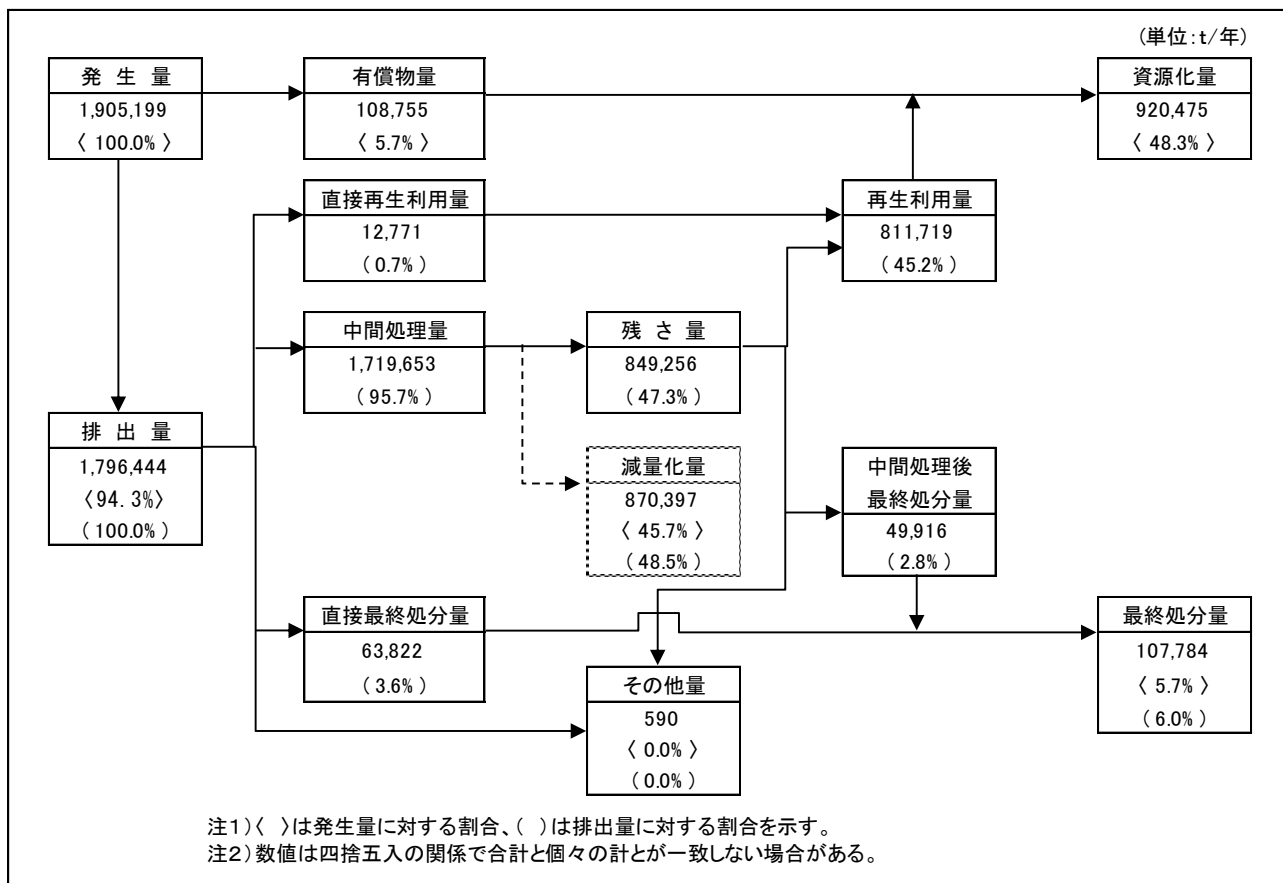 (単位:t/年)
発 生 量
1,905,199
〈 100.0% 〉
有償物量
108,755
〈 5.7% 〉
資源化量
920,475
〈 48.3% 〉
直接再生利用量
12,771
( 0.7% )
再生利用量
811,719
( 45.2% )
中間処理量
1,719,653
( 95.7% )
残 さ 量
849,256
( 47.3% )
排 出 量
1,796,444
〈94.3%〉
( 100.0% )
減量化量
870,397
〈 45.7% 〉
( 48.5% )
中間処理後
最終処分量
49,916
( 2.8% )
直接最終処分量
63,822
( 3.6% )
その他量
590
〈 0.0% 〉
( 0.0% )
最終処分量
107,784
〈 5.7% 〉
( 6.0% )
注1)〈 〉は発生量に対する割合、( )は排出量に対する割合を示す。
注2)数値は四捨五入の関係で合計と個々の計とが一致しない場合がある。